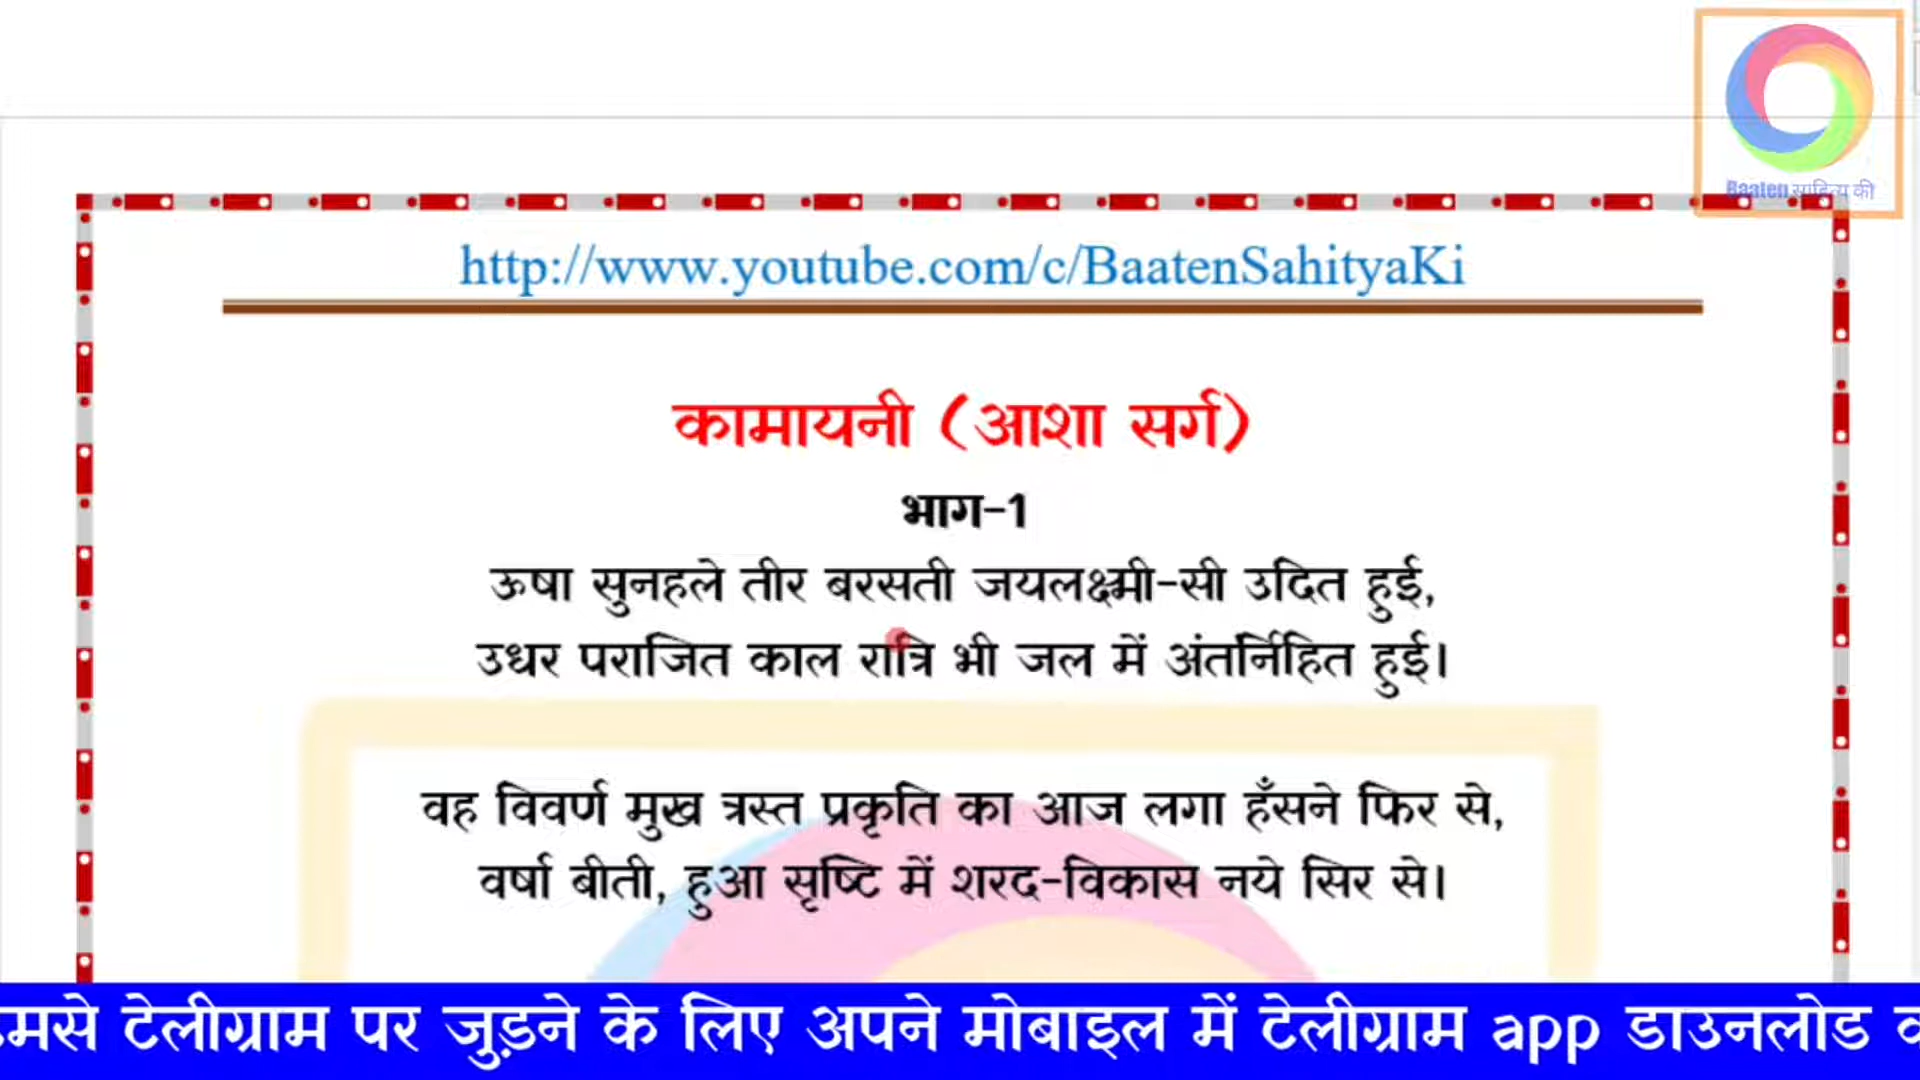 Baaten साहित्य की
http://www.youtube.com/c/BaatenSahityaKi
कामायनी (आशा सर्ग)
भाग-1
ऊषा सुनहले तीर बरसती जयलक्ष्मी-सी उदित हुई,
उधर पराजित काल रात्रि भी जल में अंतर्निहित हुई।
वह विवर्ण मुख त्रस्त प्रकृति का आज लगा हँसने फिर से,
वर्षा बीती, हुआ सृष्टि में शरद-विकास नये सिर से।
पर जुड़ने के लिए अपने मोबाइल में टेलीग्राम app डाउनलोड